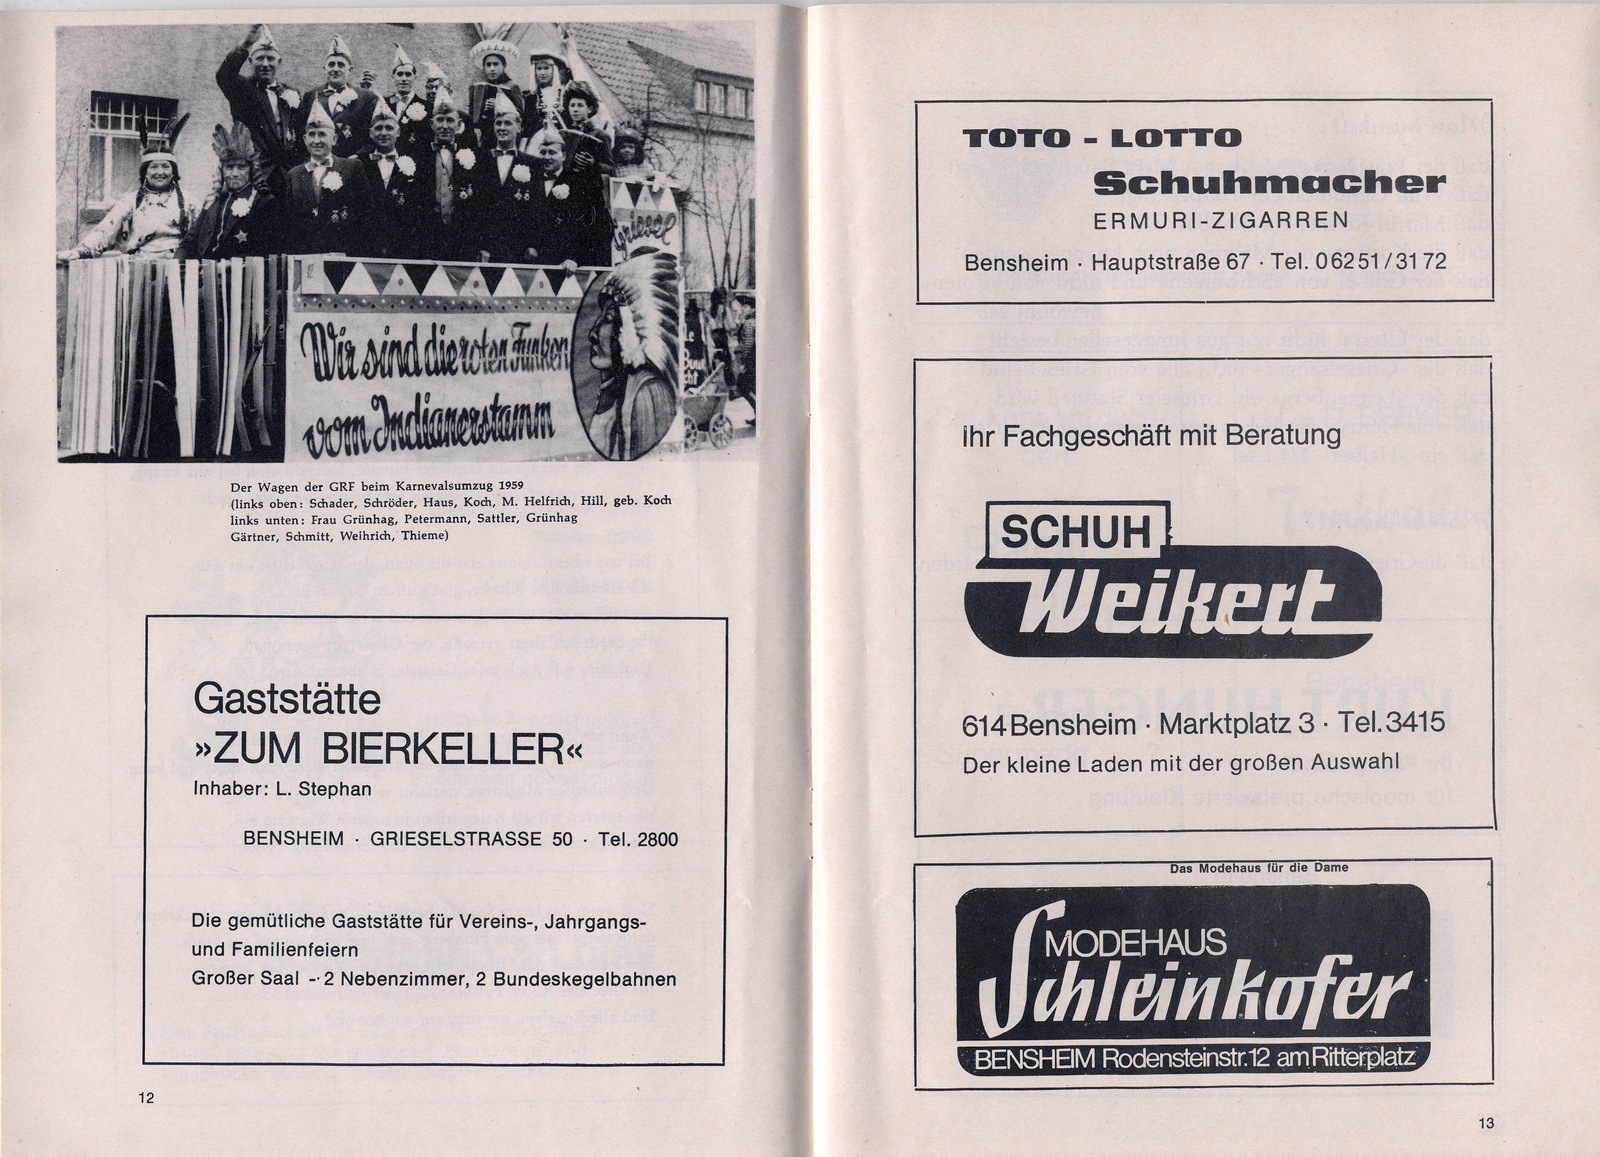 Griesel
12
Wir sind die roten Funken
vom Indianerstamm
Der Wagen der GRF beim Karnevalsumzug 1959
(links oben: Schader, Schröder, Haus, Koch, M. Helfrich, Hill, geb. Koch
links unten: Frau Grünhag, Petermann, Sattler, Grünhag
Gärtner, Schmitt, Weihrich, Thieme)
Gaststätte
»ZUM BIERKELLER«
Inhaber: L. Stephan
BENSHEIM · GRIESELSTRASSE 50 · Tel. 2800
Die gemütliche Gaststätte für Vereins-, Jahrgangs-
und Familienfeiern
Großer Saal -· 2 Nebenzimmer, 2 Bundeskegelbahnen
12
TOTO - LOTTO
Schuhmacher
ERMURI-ZIGARREN
Bensheim · Hauptstraße 67 · Tel. 06251/3172
Ihr Fachgeschäft mit Beratung
SCHUH
Weikert
614 Bensheim · Marktplatz 3 · Tel. 3415
Der kleine Laden mit der großen Auswahl
Das Modehaus für die Dame
MODEHAUS
Schleinkofer
BENSHEIM Rodensteinstr. 12 am Ritterplatz
13